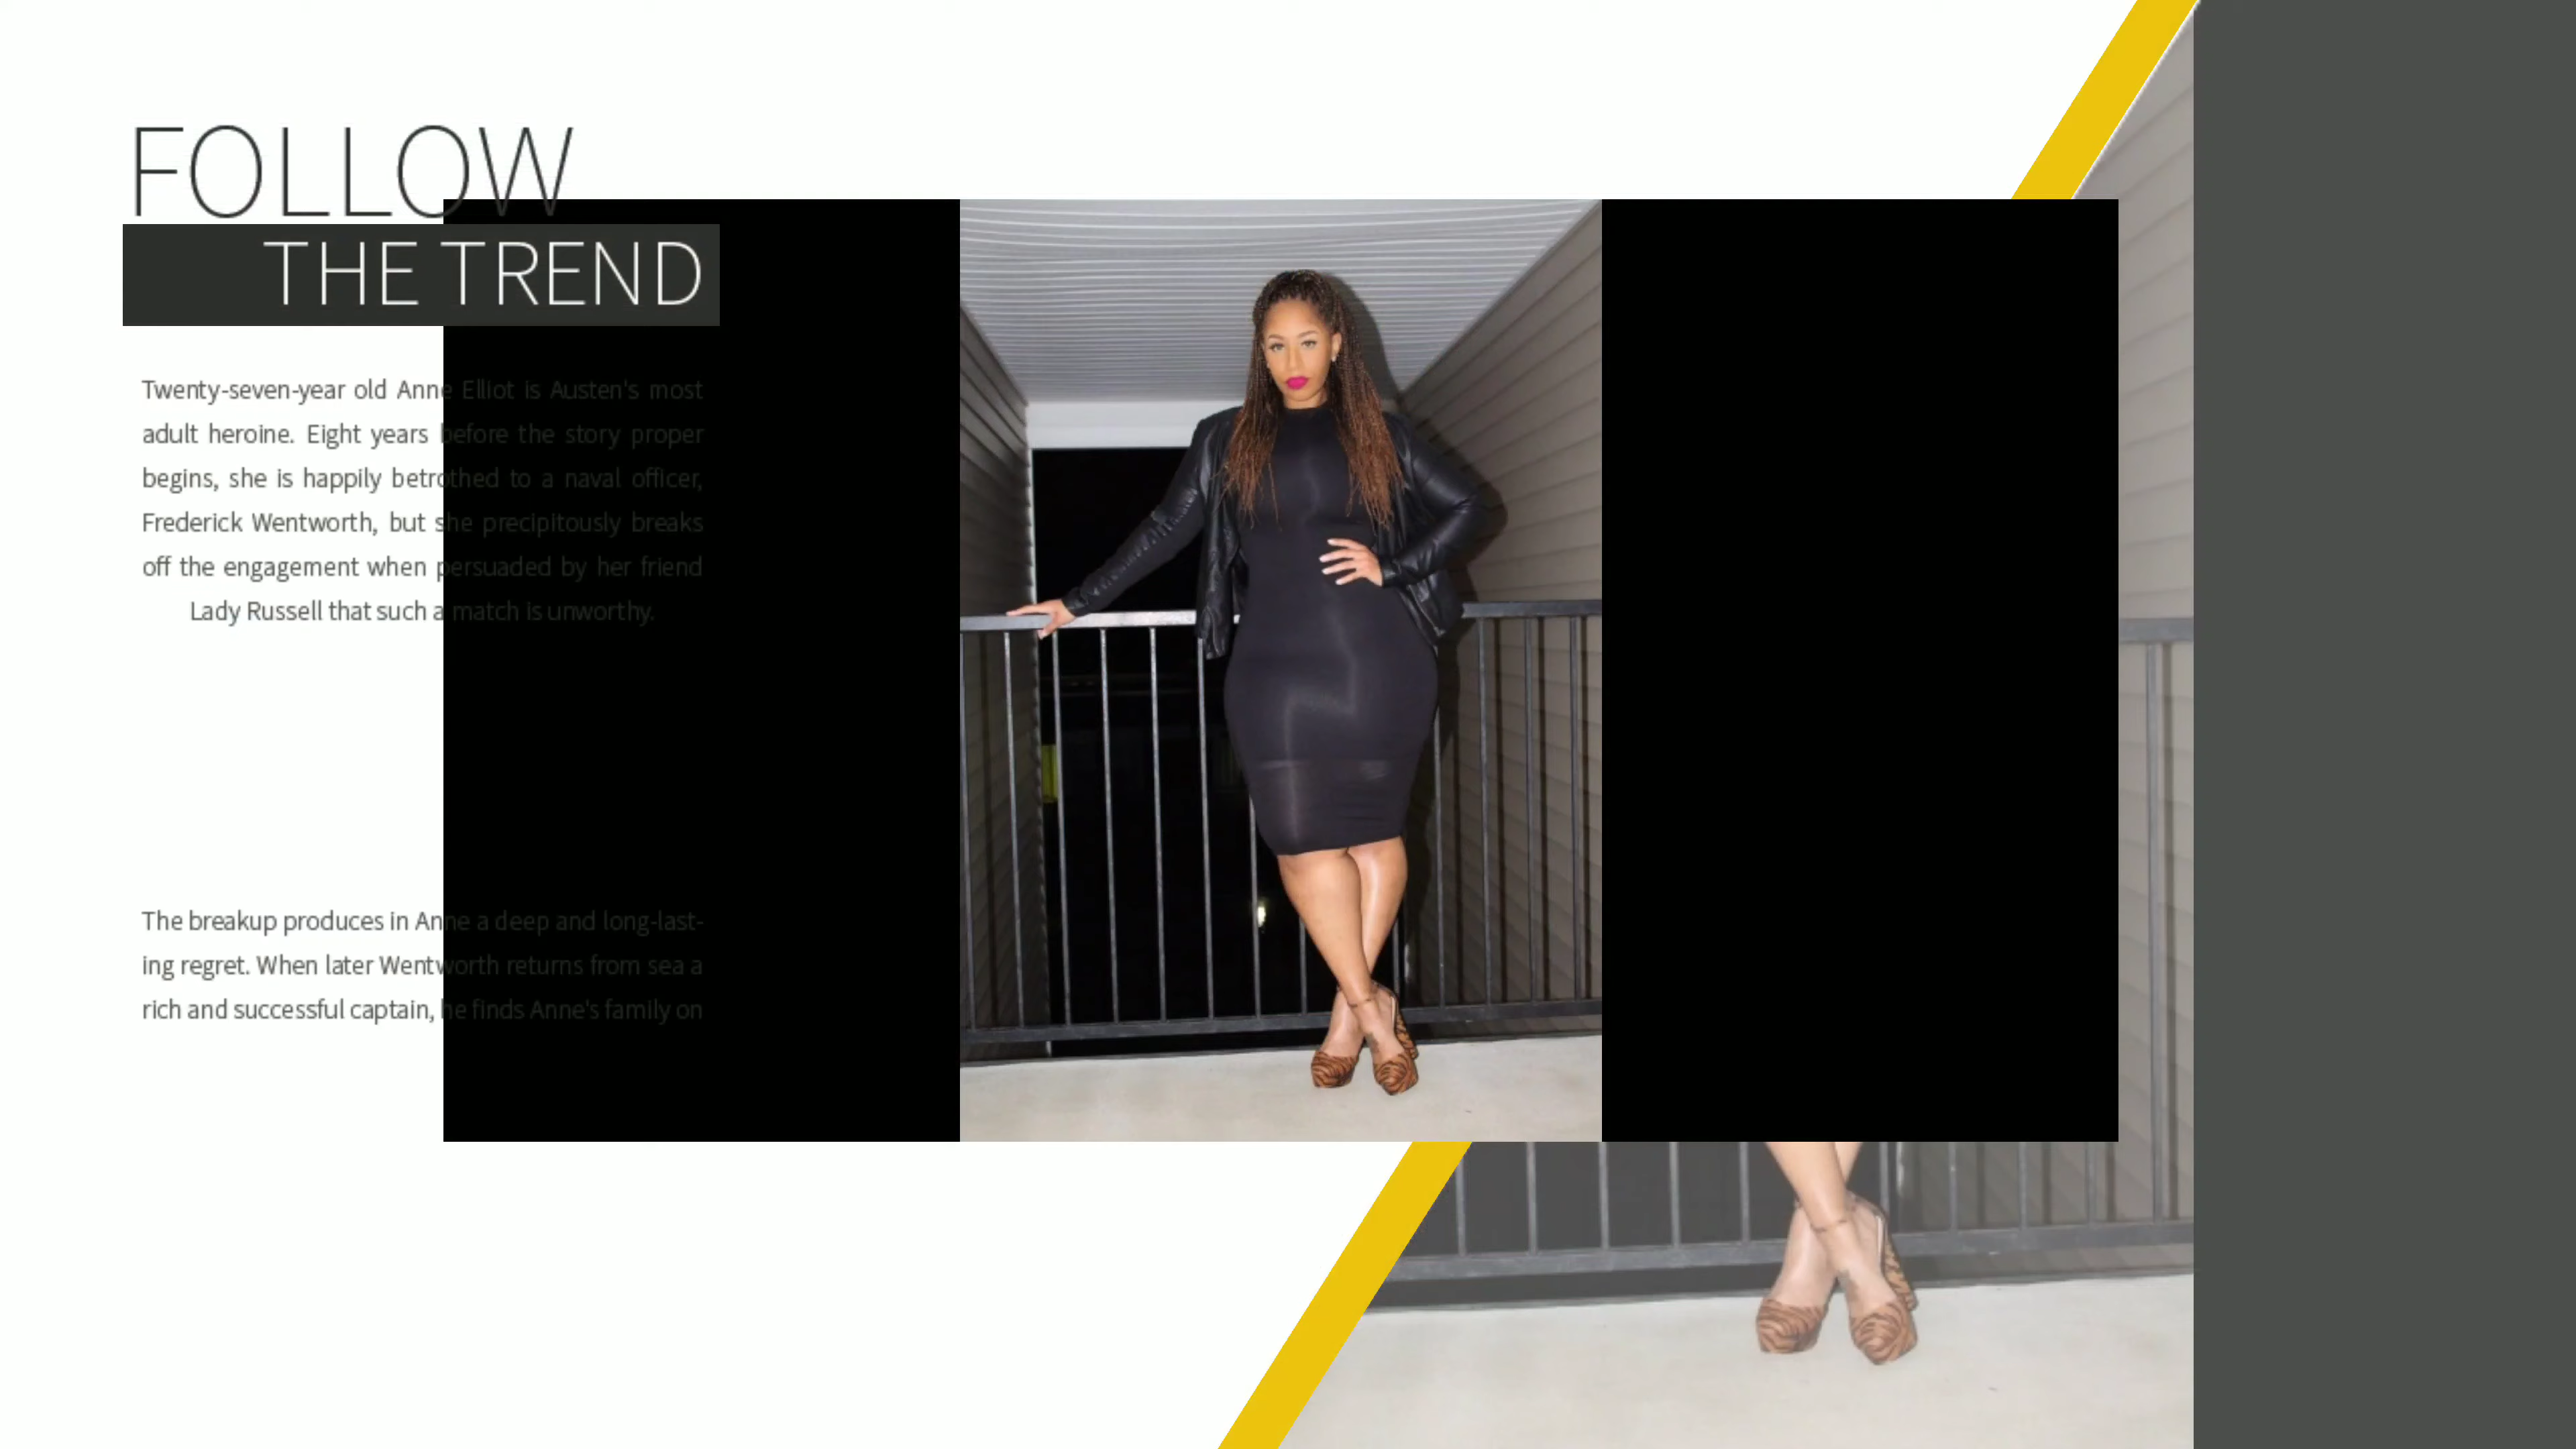 FOLLOW
THE TREND
Twenty-seven-year old Anne Elliot is Austen's most
adult heroine. Eight years before the story proper
begins, she is happily betrothed to a naval officer,
Frederick Wentworth, but she precipitously breaks
off the engagement when persuaded by her friend
Lady Russell that such a match is unworthy.
The breakup produces in Anne a deep and long-last-
ing regret. When later Wentworth returns from sea a
rich and successful captain, he finds Anne's family on